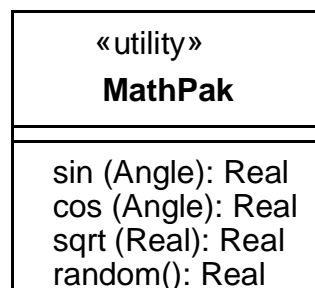 «utility»
MathPak
sin (Angle): Real
cos (Angle): Real
sqrt (Real): Real
random(): Real